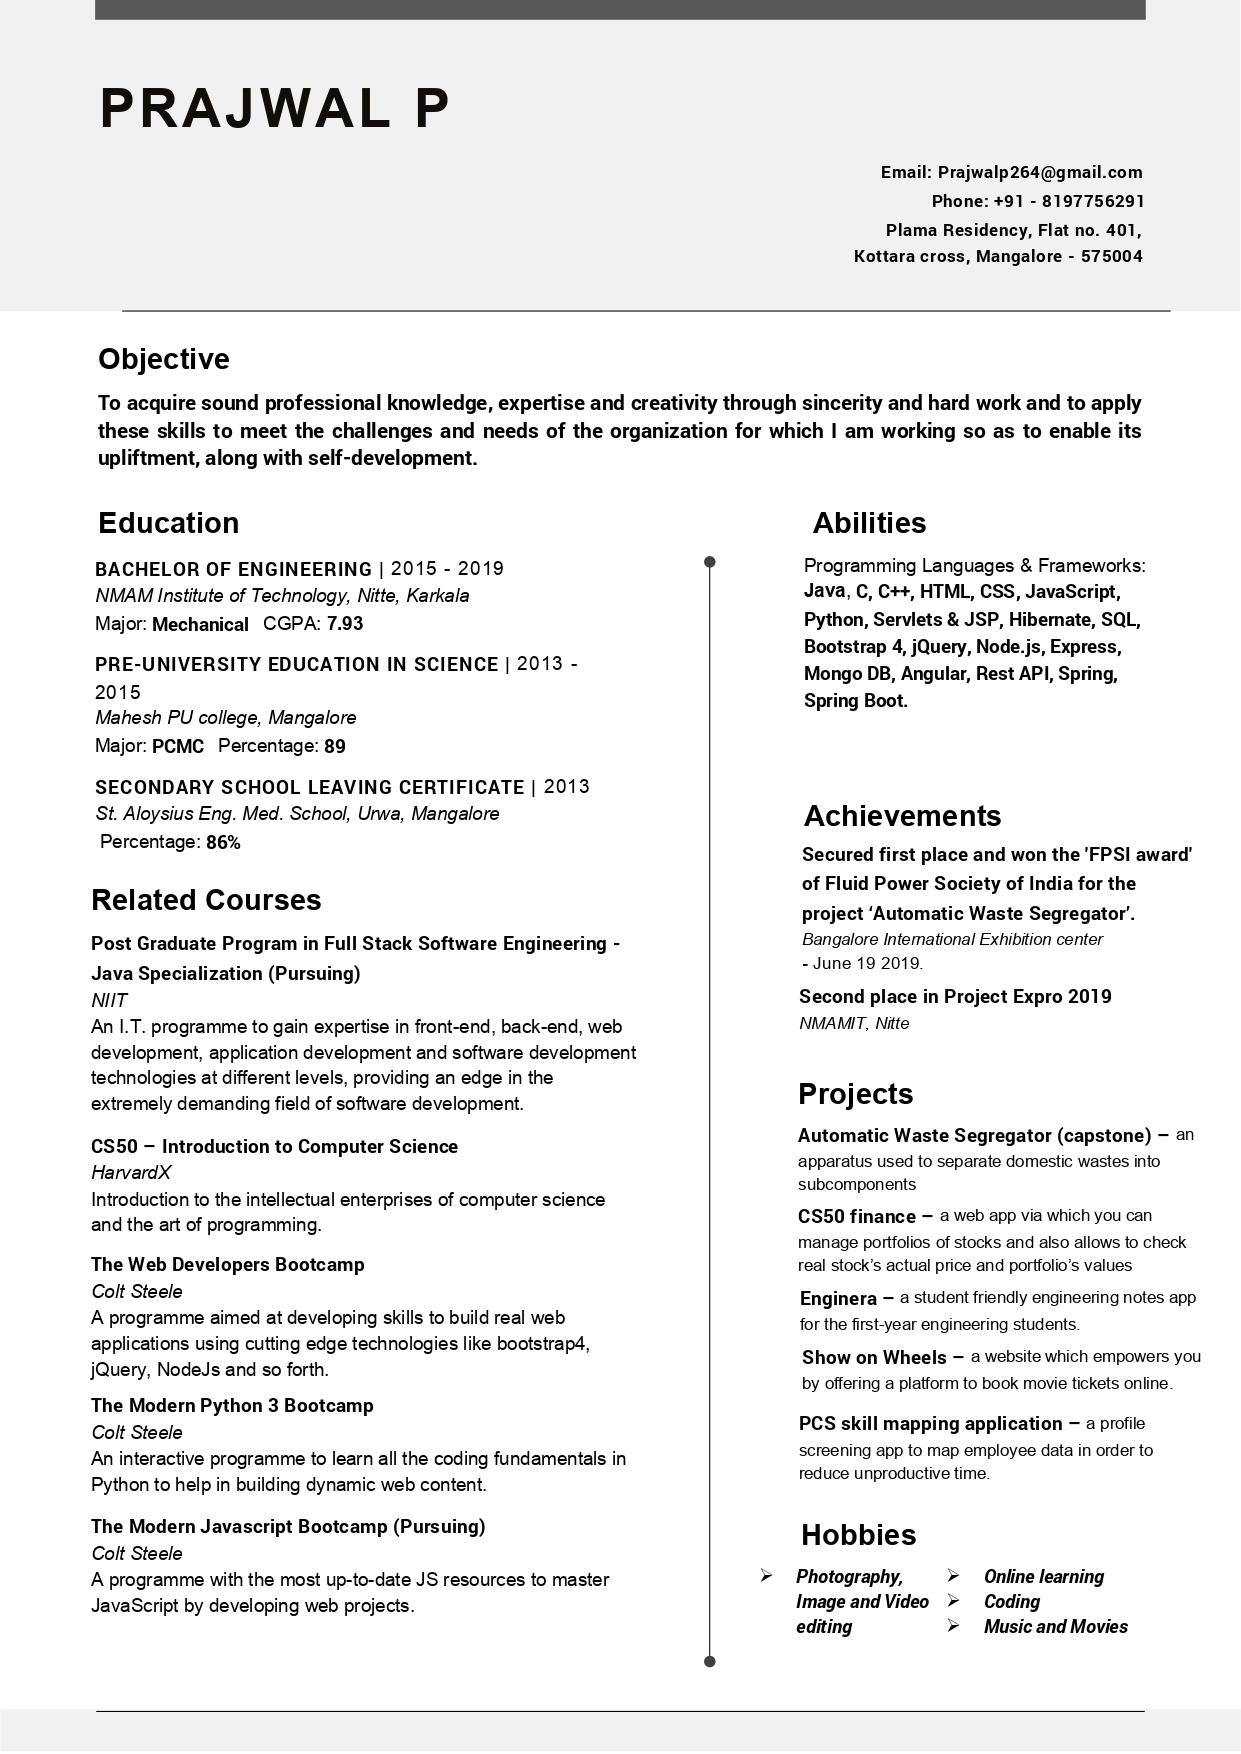 PRAJWAL P
Email: Prajwalp264@gmail.com
Phone: +91 - 8197756291
Plama Residency, Flat no. 401,
Kottara cross, Mangalore - 575004
Objective
To acquire sound professional knowledge, expertise and creativity through sincerity and hard work and to apply
these skills to meet the challenges and needs of the organization for which I am working so as to enable its
upliftment, along with self-development.
Education
BACHELOR OF ENGINEERING | 2015 - 2019
NMAM Institute of Technology, Nitte, Karkala
Major: Mechanical CGPA: 7.93
PRE-UNIVERSITY EDUCATION IN SCIENCE | 2013 -
2015
Mahesh PU college, Mangalore
Major: PCMC Percentage: 89
SECONDARY SCHOOL LEAVING CERTIFICATE | 2013
St. Aloysius Eng. Med. School, Urwa, Mangalore
Percentage: 86%
Related Courses
Post Graduate Program in Full Stack Software Engineering -
Java Specialization (Pursuing)
NIIT
An I.T. programme to gain expertise in front-end, back-end, web
development, application development and software development
technologies at different levels, providing an edge in the
extremely demanding field of software development.
CS50 – Introduction to Computer Science
HarvardX
Introduction to the intellectual enterprises of computer science
and the art of programming.
The Web Developers Bootcamp
Colt Steele
A programme aimed at developing skills to build real web
applications using cutting edge technologies like bootstrap4,
jQuery, NodeJs and so forth.
The Modern Python 3 Bootcamp
Colt Steele
An interactive programme to learn all the coding fundamentals in
Python to help in building dynamic web content.
The Modern Javascript Bootcamp (Pursuing)
Colt Steele
A programme with the most up-to-date JS resources to master
JavaScript by developing web projects.
Abilities
Programming Languages & Frameworks:
Java, C, C++, HTML, CSS, JavaScript,
Python, Servlets & JSP, Hibernate, SQL,
Bootstrap 4, jQuery, Node.js, Express,
Mongo DB, Angular, Rest API, Spring,
Spring Boot.
Achievements
Secured first place and won the 'FPSI award'
of Fluid Power Society of India for the
project ‘Automatic Waste Segregator’.
Bangalore International Exhibition center
- June 19 2019.
Second place in Project Expro 2019
NMAMIT, Nitte
Projects
Automatic Waste Segregator (capstone) – an
apparatus used to separate domestic wastes into
subcomponents
CS50 finance – a web app via which you can
manage portfolios of stocks and also allows to check
real stock’s actual price and portfolio’s values
Enginera – a student friendly engineering notes app
for the first-year engineering students.
Show on Wheels – a website which empowers you
by offering a platform to book movie tickets online.
PCS skill mapping application – a profile
screening app to map employee data in order to
reduce unproductive time.
Hobbies
➢ Photography,
Image and Video
editing
➢ Online learning
➢ Coding
➢ Music and Movies